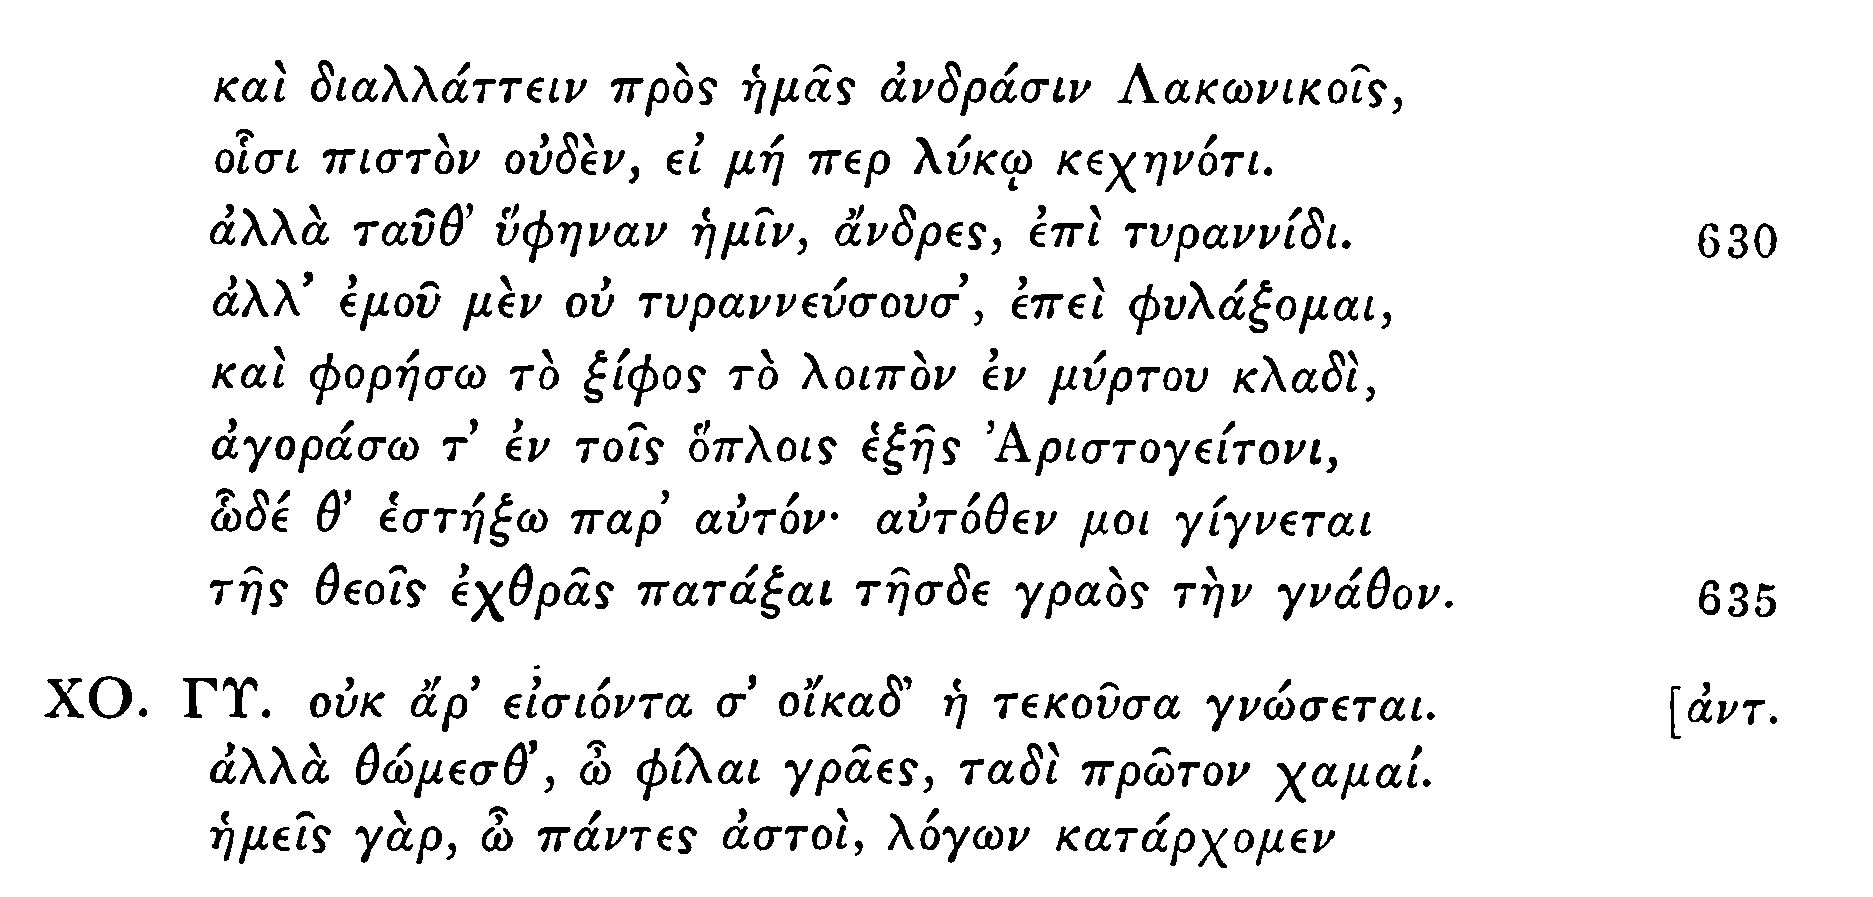 καὶ διαλλάττειν πρὸς ἡμᾶς ἀνδράσιν Λακωνικοῖς,
οἷσι πιστὸν οὐδὲν, εἰ μή περ λύκῳ κεχηνότι.
ἀλλὰ ταῦθ’ ὕφηναν ἡμῖν, ἄνδρες, ἐπὶ τυραννίδι. 630
ἀλλ’ ἐμοῦ μὲν οὐ τυραννεύσουσ’, ἐπεὶ φυλάξομαι,
καὶ φορήσω τὸ ξίφος τὸ λοιπὸν ἐν μύρτου κλαδὶ,
ἀγοράσω τ’ ἐν τοῖς ὅπλοις ἑξῆς Ἀριστογείτονι,
ὧδέ θ’ ἑστήξω παρ’ αὐτόν· αὐτόθεν μοι γίγνεται
τῆς θεοῖς ἐχθρᾶς πατάξαι τῆσδε γραὸς τὴν γνάθον. 635
ΧΟ. ΓΥ. οὐκ ἄρ’ εἰσιόντα σ’ οἴκαδ’ ἡ τεκοῦσα γνώσεται. [ἀντ.
ἀλλὰ θώμεσθ’, ὦ φίλαι γρᾶες, ταδὶ πρῶτον χαμαί.
ἡμεῖς γὰρ, ὦ πάντες ἀστοὶ, λόγων κατάρχομεν